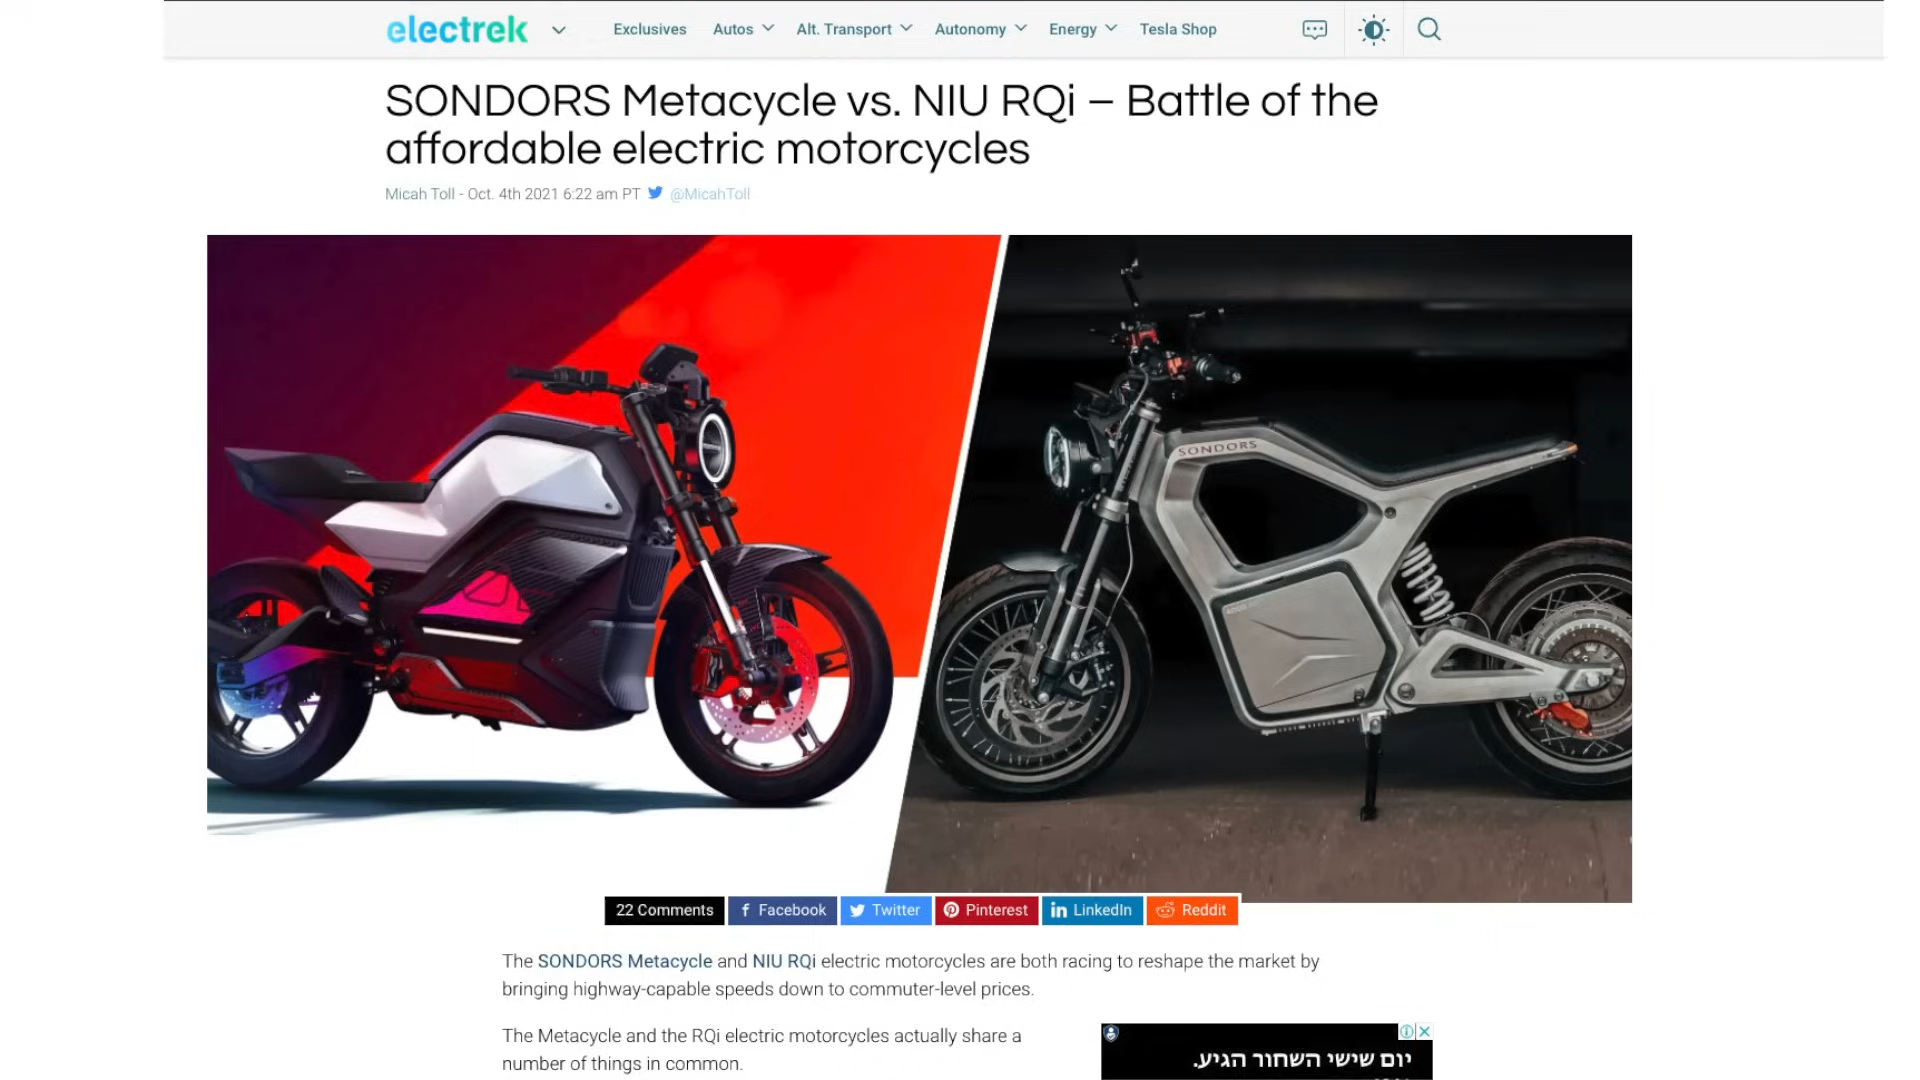 electrek Exclusives Autos Alt. Transport Autonomy Energy Tesla Shop
SONDORS Metacycle vs. NIU RQi – Battle of the
affordable electric motorcycles
Micah Toll - Oct. 4th 2021 6:22 am PT @MicahToll
SONDORS
22 Comments Facebook Twitter Pinterest LinkedIn Reddit
The SONDORS Metacycle and NIU RQi electric motorcycles are both racing to reshape the market by
bringing highway-capable speeds down to commuter-level prices.
The Metacycle and the RQi electric motorcycles actually share a
number of things in common.
יום שישי השחור הגיע.